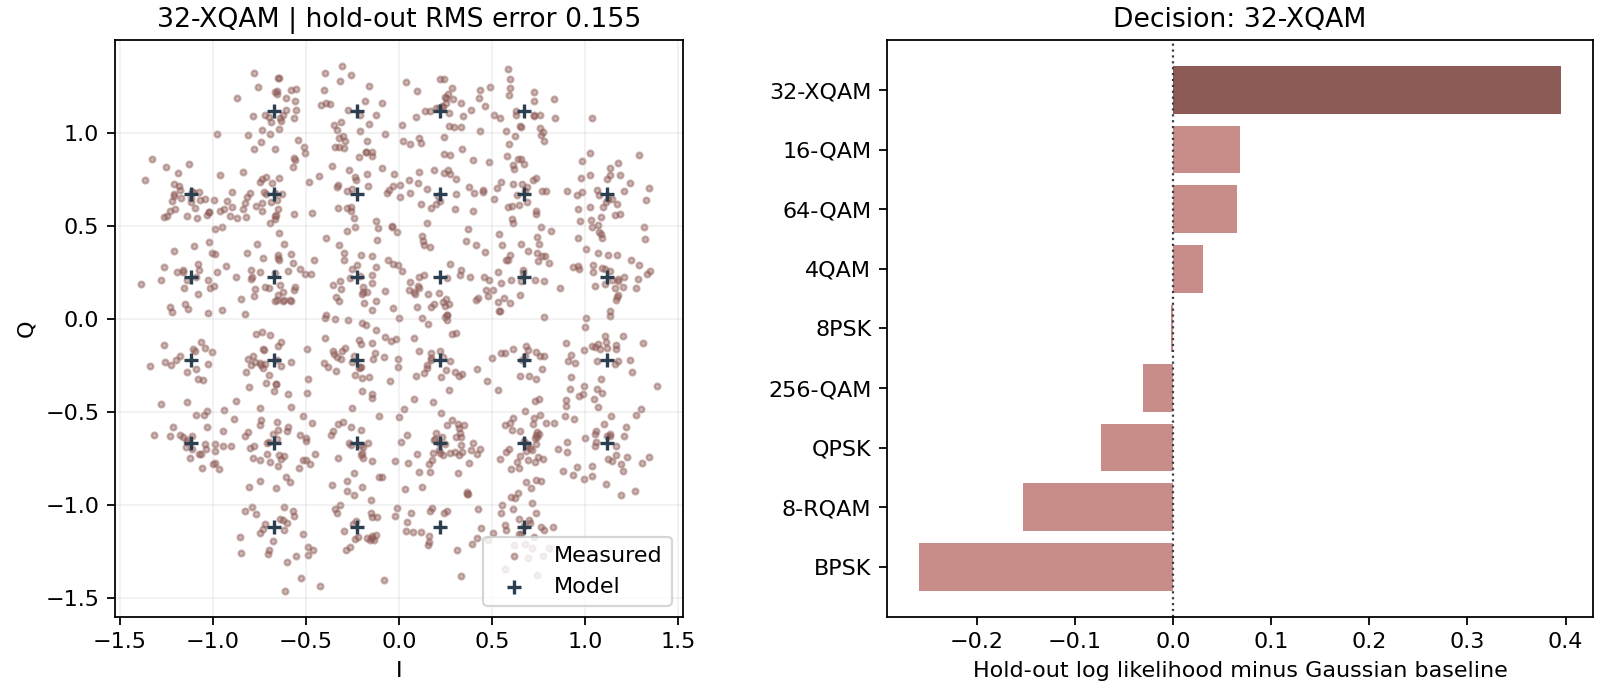 32-XQAM | hold-out RMS error 0.155
1.0
0.5
0.0
−0.5
−1.0
−1.5
Q
Measured
Model
−1.5
−1.0
−0.5
0.0
0.5
1.0
1.5
I
Decision: 32-XQAM
32-XQAM
16-QAM
64-QAM
4QAM
8PSK
256-QAM
QPSK
8-RQAM
BPSK
−0.2
−0.1
0.0
0.1
0.2
0.3
0.4
Hold-out log likelihood minus Gaussian baseline